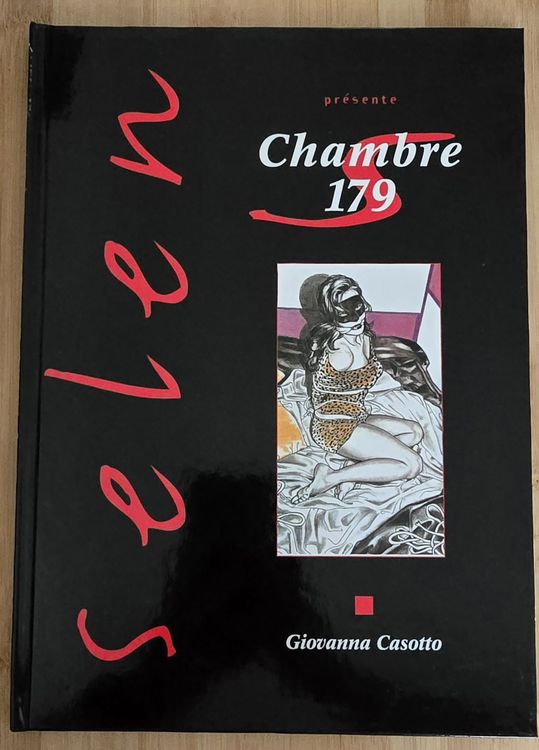 Selen
présente
Chambre
179
Giovanna Casotto